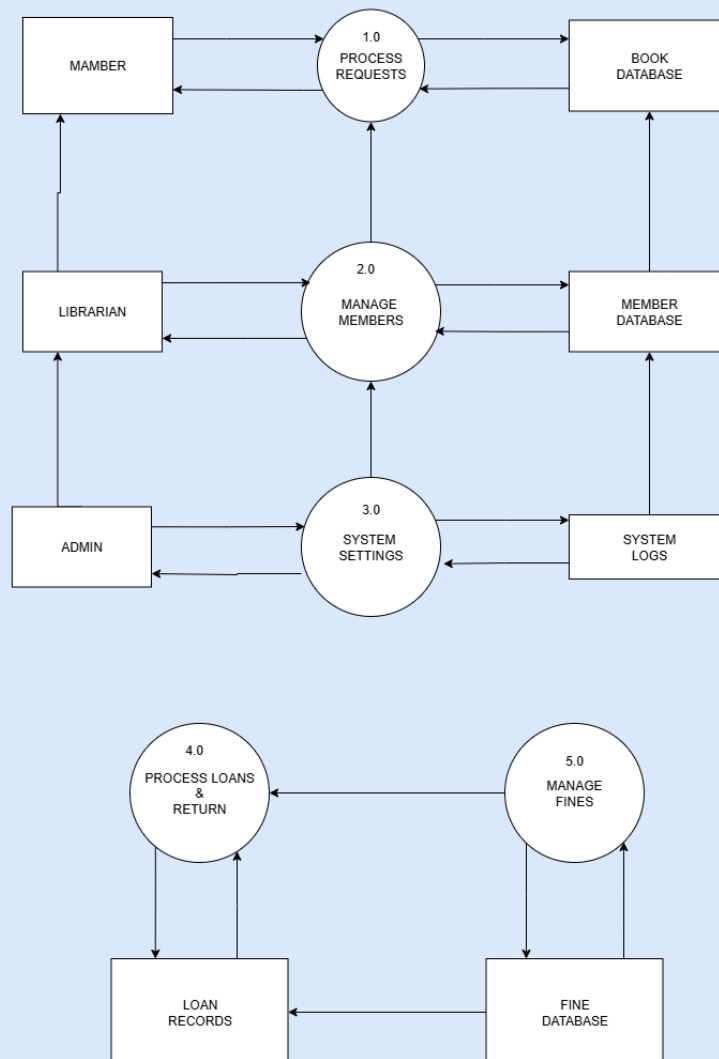 MAMBER
1.0
PROCESS
REQUESTS
BOOK
DATABASE
LIBRARIAN
2.0
MANAGE
MEMBERS
MEMBER
DATABASE
ADMIN
3.0
SYSTEM
SETTINGS
SYSTEM
LOGS
4.0
PROCESS LOANS
&
RETURN
5.0
MANAGE
FINES
LOAN
RECORDS
FINE
DATABASE